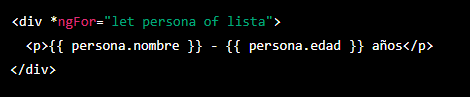 <div *ngFor="let persona of lista">
<p>{{ persona.nombre }} - {{ persona.edad }} años</p>
</div>